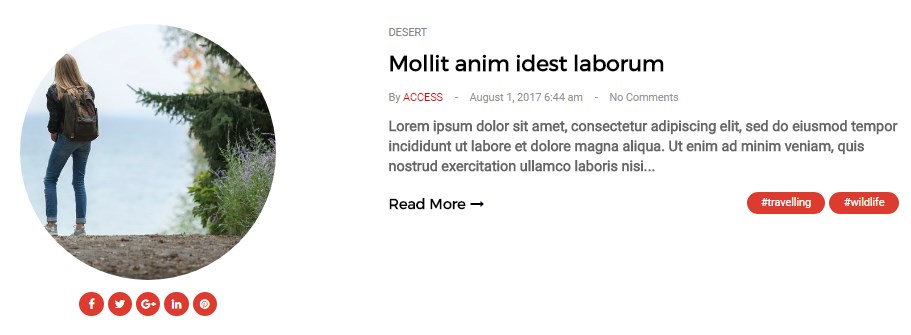 DESERT
Mollit anim idest laborum
By ACCESS - August 1, 2017 6:44 am - No Comments
Lorem ipsum dolor sit amet, consectetur adipiscing elit, sed do eiusmod tempor
incididunt ut labore et dolore magna aliqua. Ut enim ad minim veniam, quis
nostrud exercitation ullamco laboris nisi...
Read More → #travelling #wildlife
f G+ in